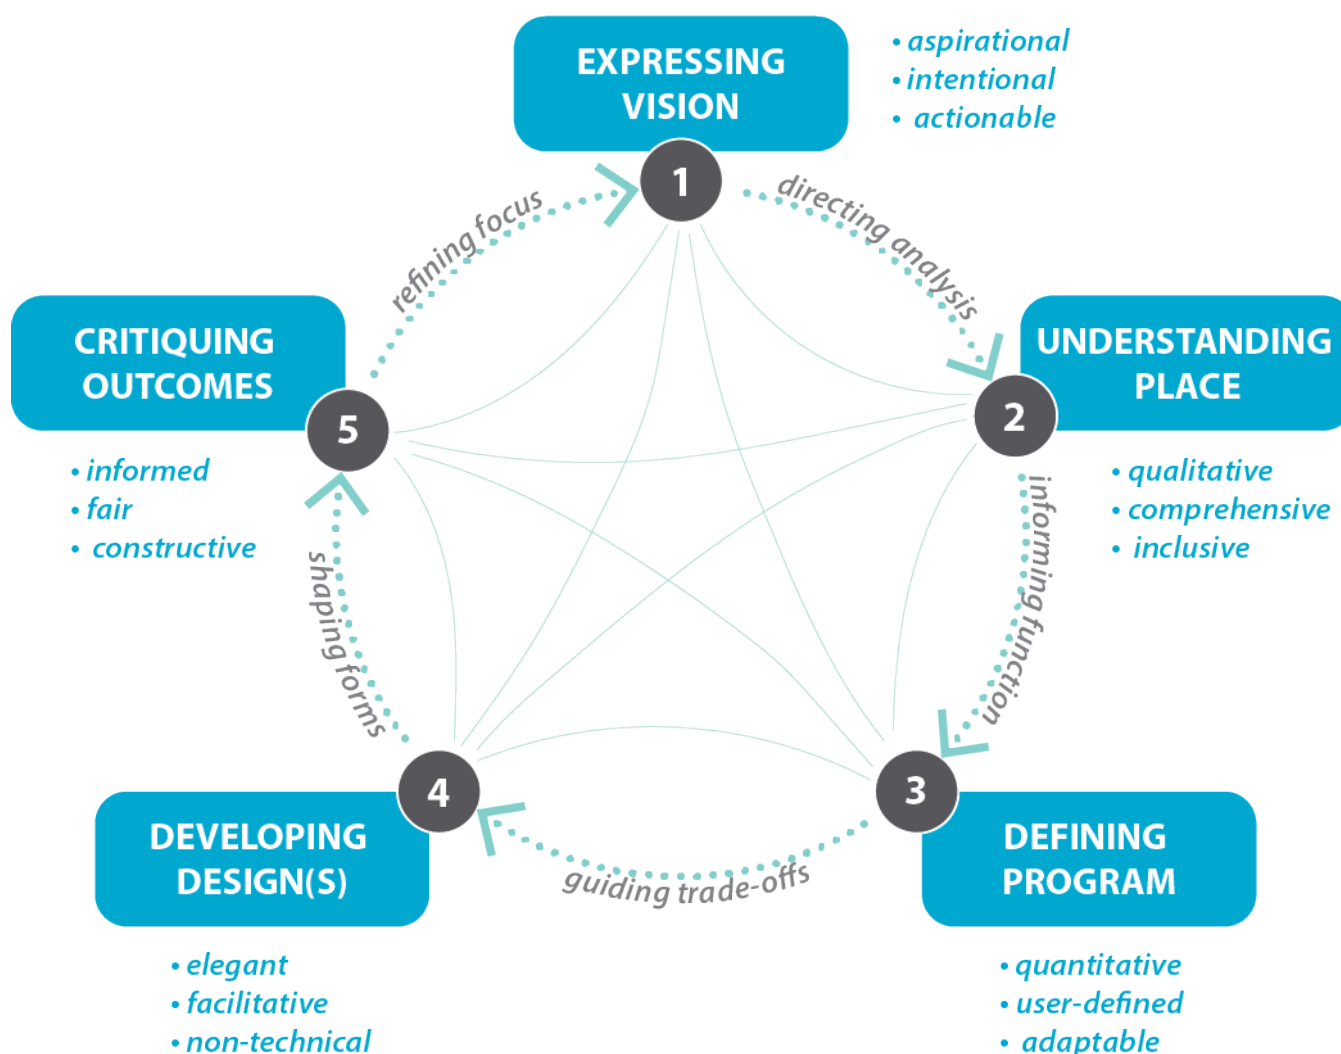 EXPRESSING
VISION
• aspirational
• intentional
• actionable
1
directing analysis
UNDERSTANDING
PLACE
2
• qualitative
• comprehensive
• inclusive
informing function
3
DEFINING
PROGRAM
• quantitative
• user-defined
• adaptable
guiding trade-offs
4
DEVELOPING
DESIGN(S)
• elegant
• facilitative
• non-technical
shaping forms
CRITIQUING
OUTCOMES
5
• informed
• fair
• constructive
refining focus